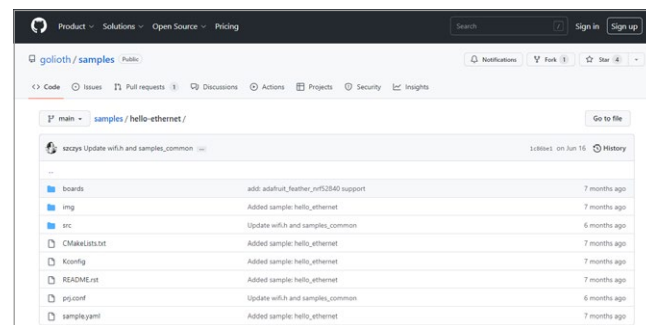 Product Solutions Open Source Pricing Search / Sign in Sign up
golioth / samples Public Notifications Fork 1 Star 4
<> Code Issues Pull requests 1 Discussions Actions Projects Security Insights
main samples / hello-ethernet / Go to file
szczys Update wifi.h and samples_common ... on Jun 16 History
..
boards add: adafruit_feather_nrf52840 support 7 months ago
img Added sample: hello_ethernet 7 months ago
src Update wifi.h and samples_common 6 months ago
CMakeLists.txt Added sample: hello_ethernet 7 months ago
Kconfig Added sample: hello_ethernet 7 months ago
README.rst Added sample: hello_ethernet 7 months ago
prj.conf Update wifi.h and samples_common 6 months ago
sample.yaml Added sample: hello_ethernet 7 months ago